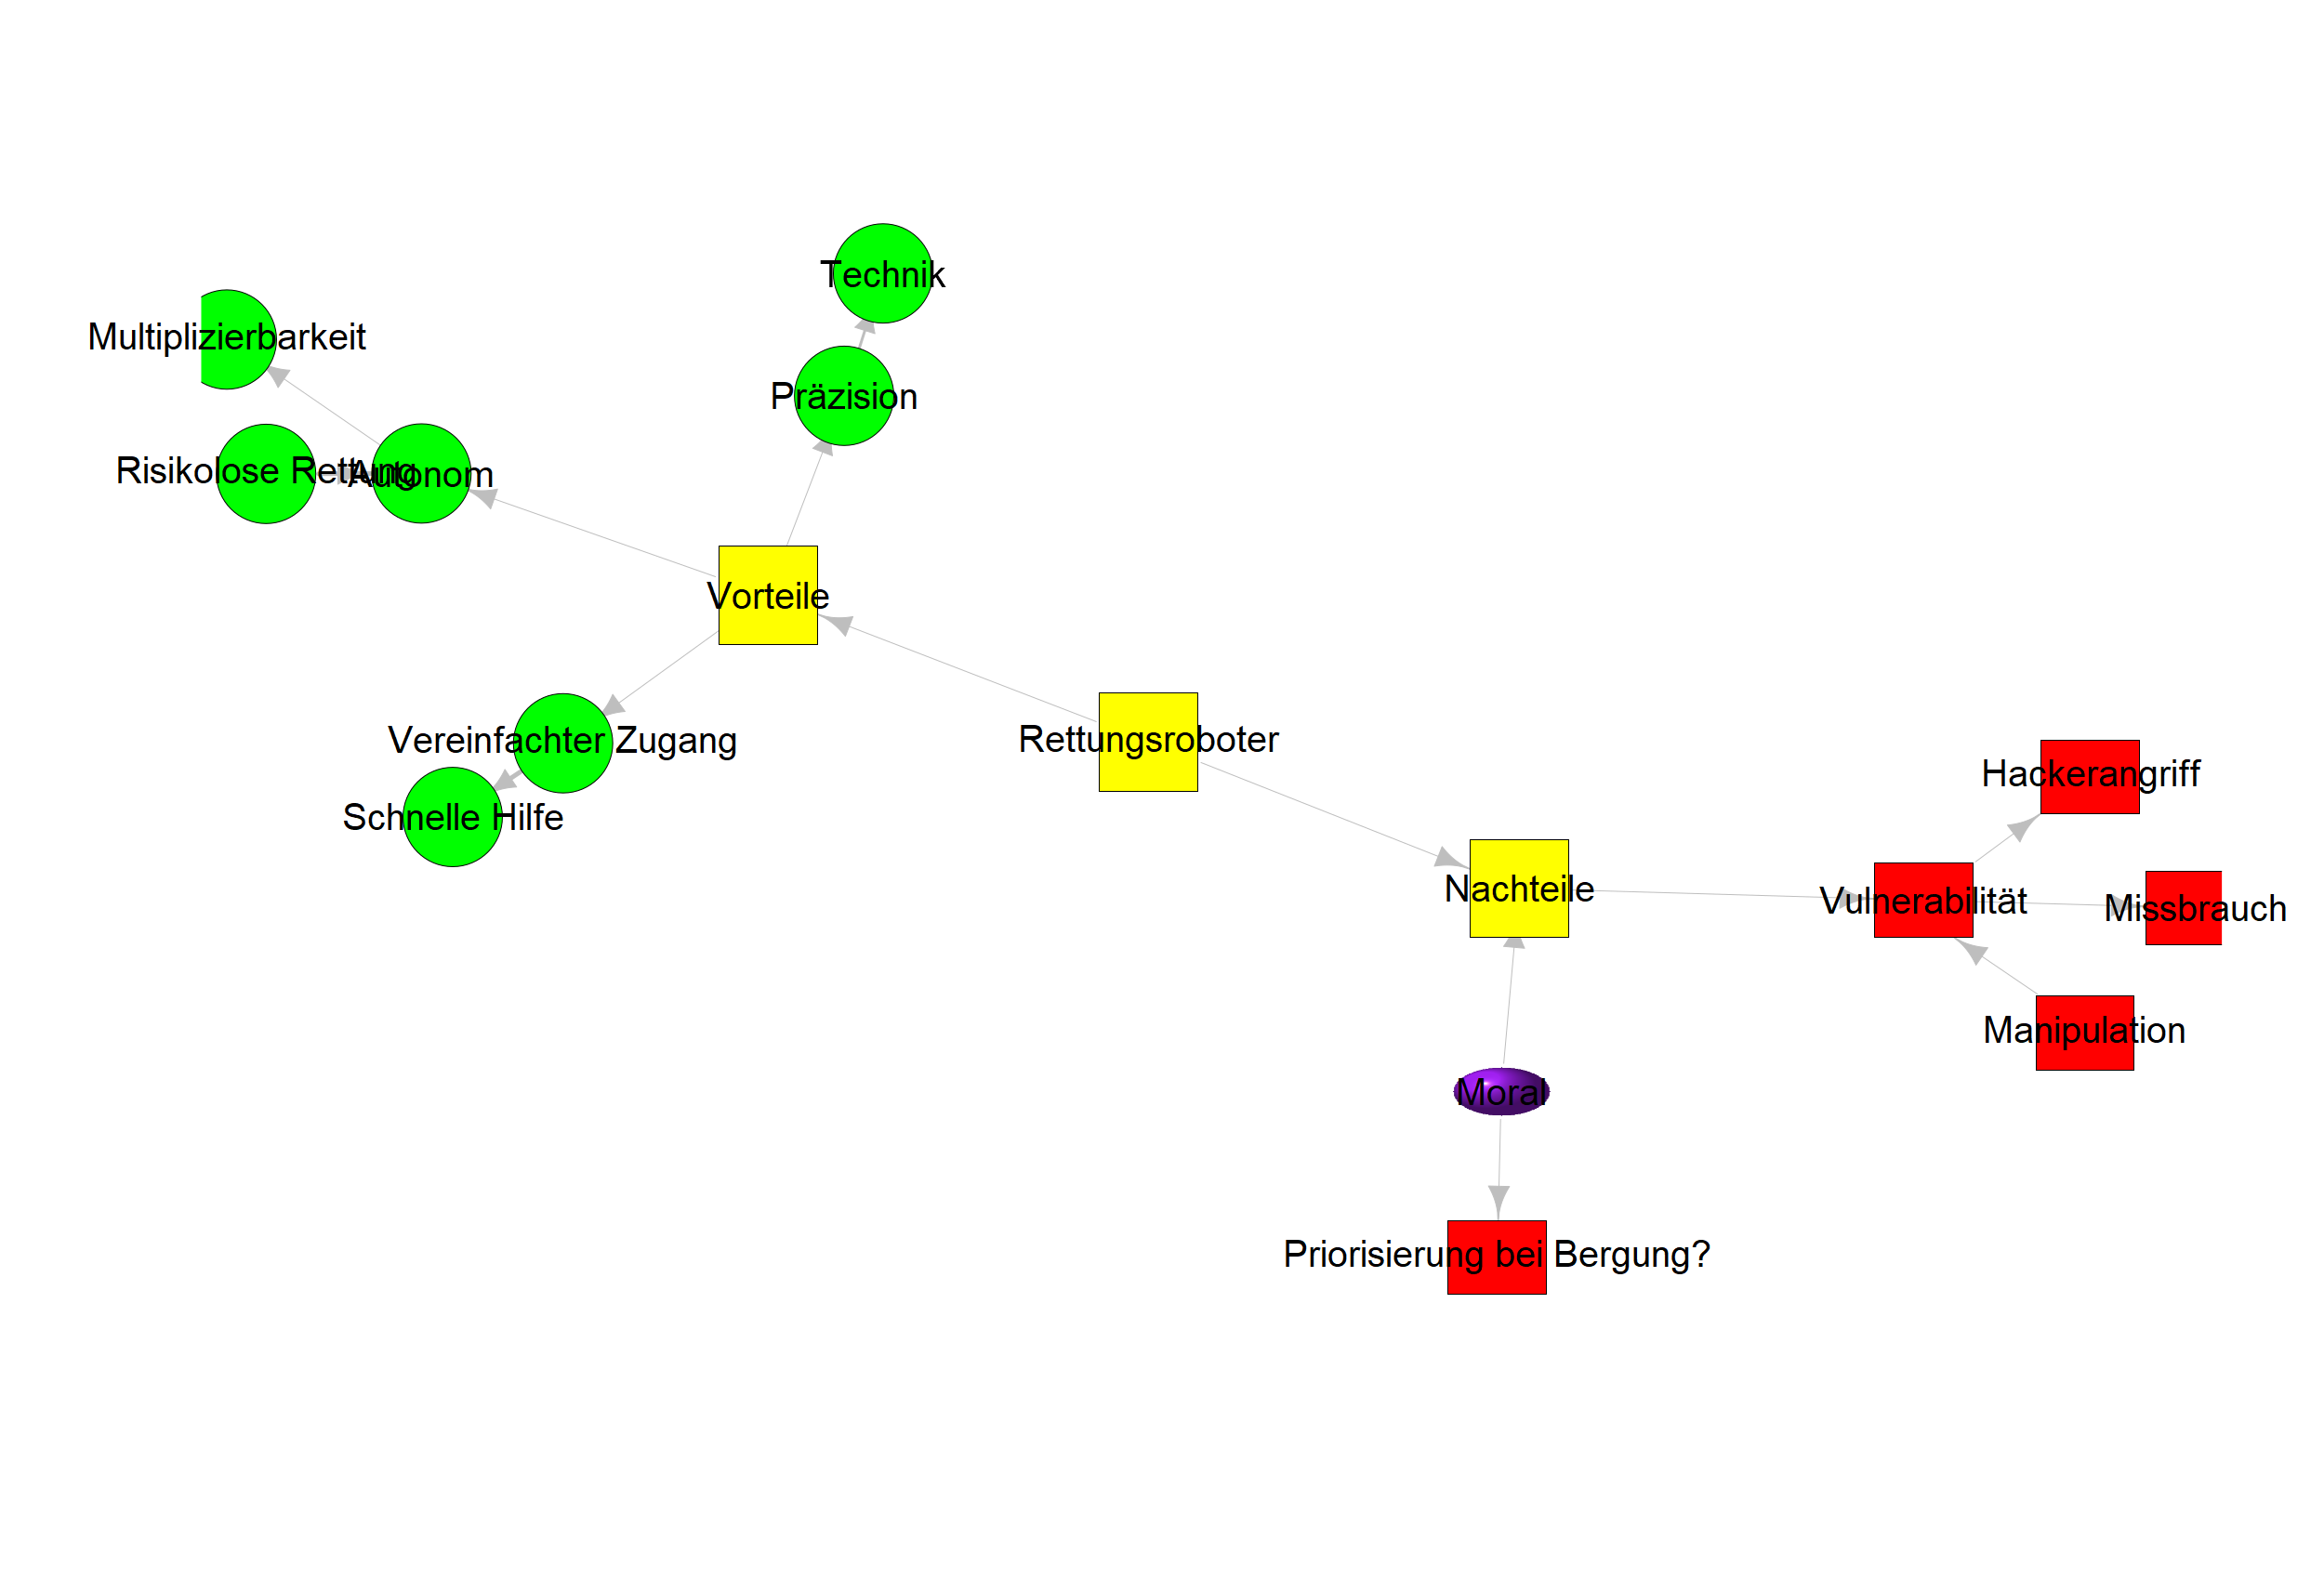 Technik
Multiplizierbarkeit
Präzision
Risikolose Rettung
Autonom
Vorteile
Vereinfachter Zugang
Rettungsroboter
Schnelle Hilfe
Hackerangriff
Nachteile
Vulnerabilität
Missbrauch
Manipulation
Moral
Priorisierung bei Bergung?